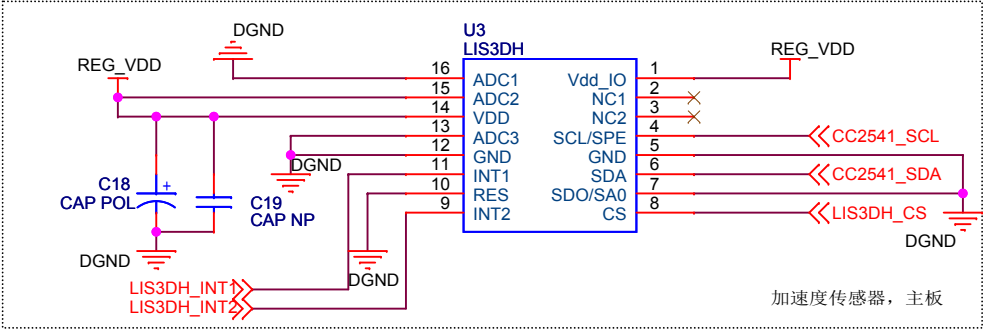 DGND
U3
LIS3DH
REG_VDD
REG_VDD
16 ADC1 Vdd_IO 1
15 ADC2 NC1 2
14 VDD NC2 3
13 ADC3 SCL/SPE 4 CC2541_SCL
12 GND GND 5
DGND
11 INT1 SDA 6 CC2541_SDA
10 RES SDO/SA0 7
9 INT2 CS 8 LIS3DH_CS
C18 +
CAP POL
C19
CAP NP
DGND
DGND
DGND
LIS3DH_INT1
LIS3DH_INT2
加速度传感器，主板